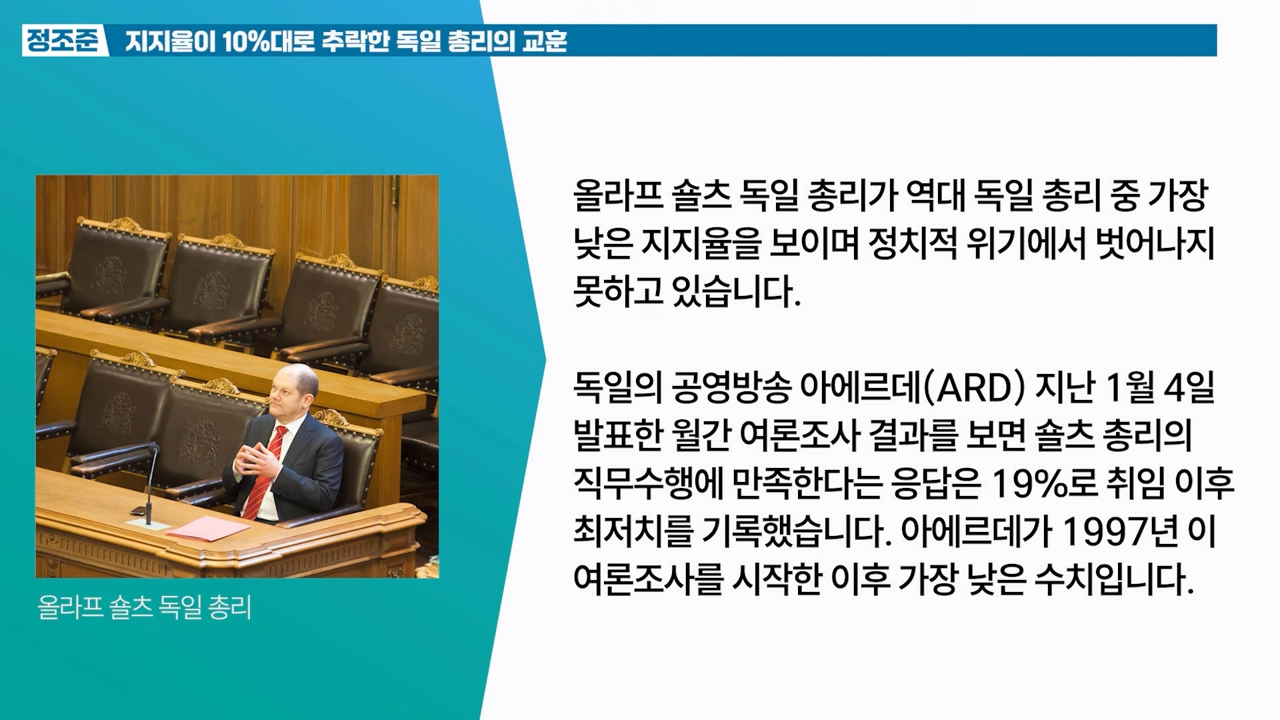 정조준 지지율이 10%대로 추락한 독일 총리의 교훈
올라프 숄츠 독일 총리가 역대 독일 총리 중 가장
낮은 지지율을 보이며 정치적 위기에서 벗어나지
못하고 있습니다.
독일의 공영방송 아에르데(ARD) 지난 1월 4일
발표한 월간 여론조사 결과를 보면 숄츠 총리의
직무수행에 만족한다는 응답은 19%로 취임 이후
최저치를 기록했습니다. 아에르데가 1997년 이
여론조사를 시작한 이후 가장 낮은 수치입니다.
올라프 숄츠 독일 총리